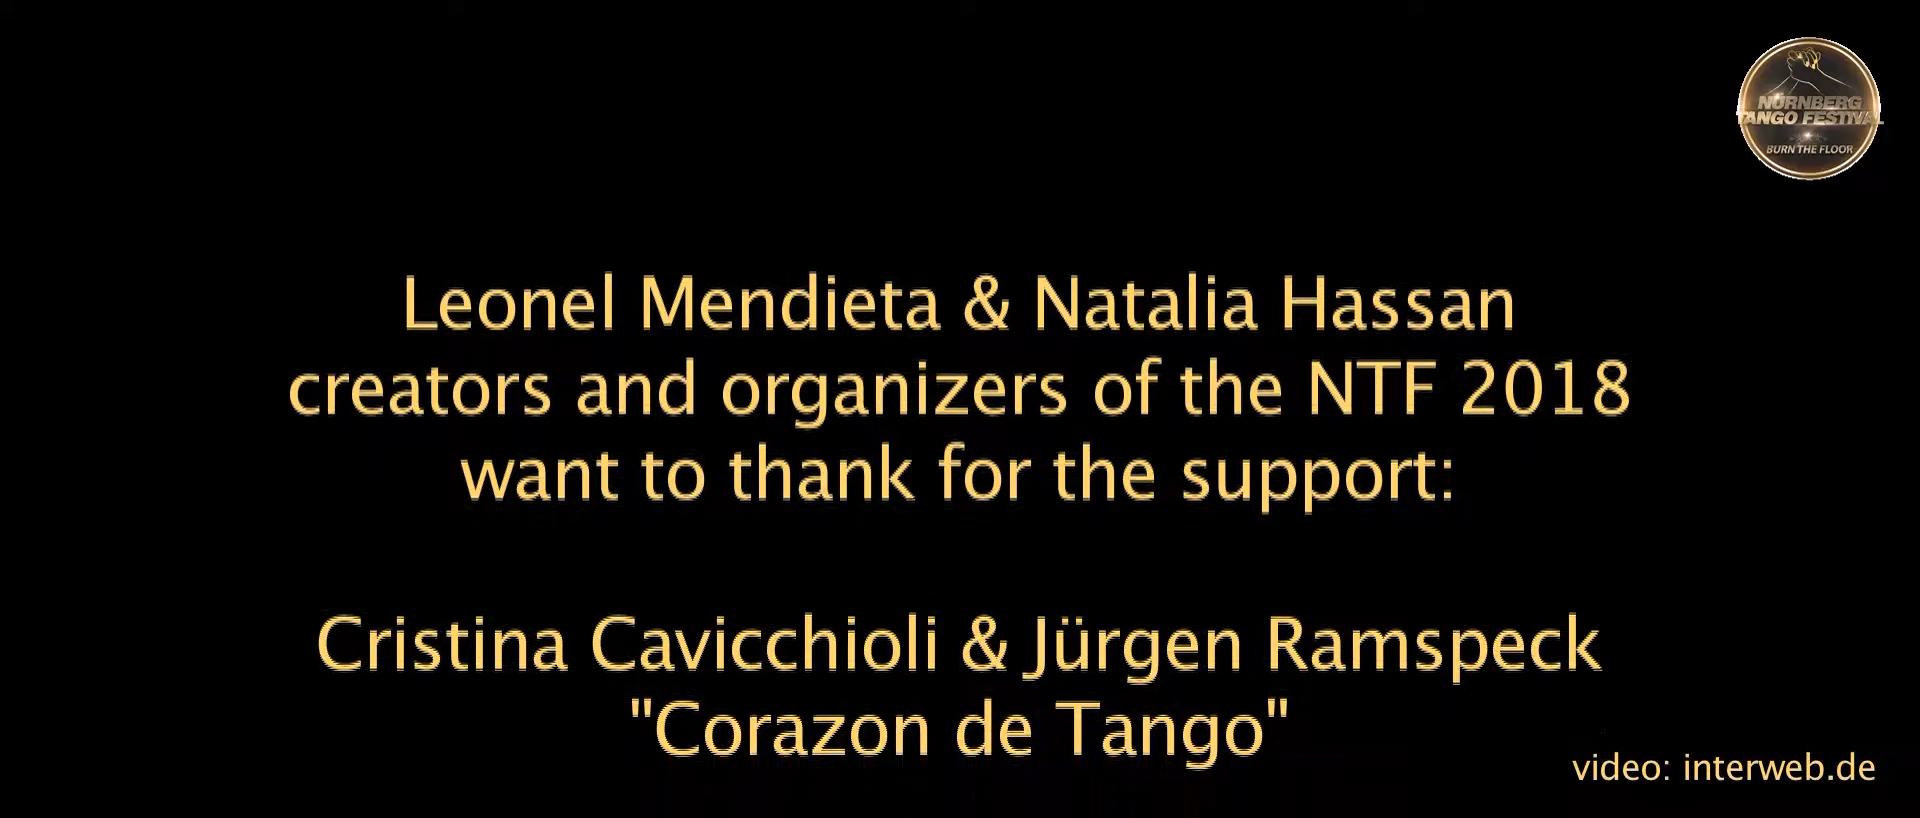 NÜRNBERG
TANGO FESTIVAL
BURN THE FLOOR
Leonel Mendieta & Natalia Hassan
creators and organizers of the NTF 2018
want to thank for the support:
Cristina Cavicchioli & Jürgen Ramspeck
"Corazon de Tango"
video: interweb.de